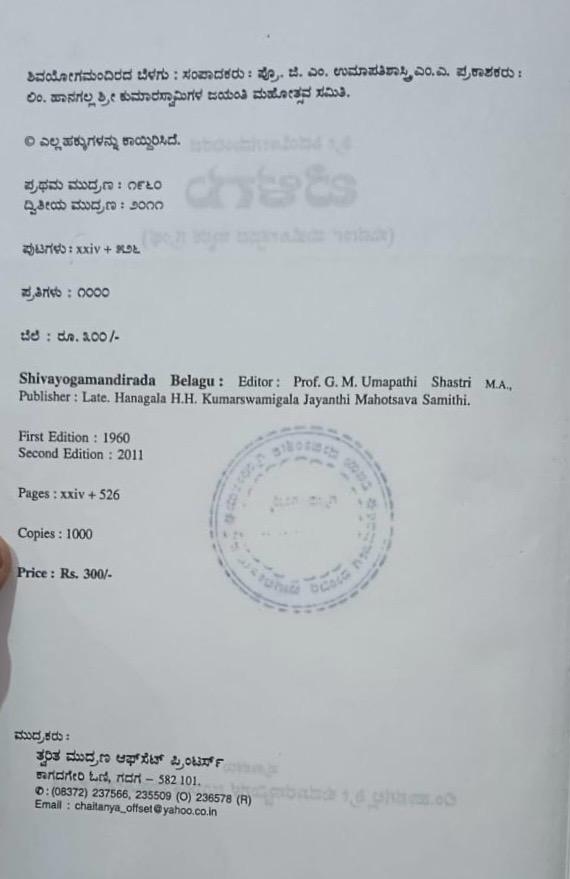 ಶಿವಯೋಗಮಂದಿರದ ಬೆಳಗು : ಸಂಪಾದಕರು : ಪ್ರೊ. ಜಿ. ಎಂ. ಉಮಾಪತಿಶಾಸ್ತ್ರಿ ಎಂ.ಎ. ಪ್ರಕಾಶಕರು :
ಲಿಂ. ಹಾನಗಲ್ಲ ಶ್ರೀ ಕುಮಾರಸ್ವಾಮಿಗಳ ಜಯಂತಿ ಮಹೋತ್ಸವ ಸಮಿತಿ.
© ಎಲ್ಲ ಹಕ್ಕುಗಳನ್ನು ಕಾಯ್ದಿರಿಸಿದೆ.
ಪ್ರಥಮ ಮುದ್ರಣ : ೧೯೬೦
ದ್ವಿತೀಯ ಮುದ್ರಣ : ೨೦೧೧
ಪುಟಗಳು : xxiv + ೫೨೬
ಪ್ರತಿಗಳು : ೧೦೦೦
ಬೆಲೆ : ರೂ. ೩೦೦/-
Shivayogamandirada Belagu : Editor : Prof. G. M. Umapathi Shastri M.A.,
Publisher : Late. Hanagala H.H. Kumarswamigala Jayanthi Mahotsava Samithi.
First Edition : 1960
Second Edition : 2011
Pages : xxiv + 526
Copies : 1000
Price : Rs. 300/-
ಮುದ್ರಕರು :
ತ್ವರಿತ ಮುದ್ರಣ ಆಫ್‌ಸೆಟ್ ಪ್ರಿಂಟರ್ಸ್
ಕಾಗದಗೇರಿ ಓಣಿ, ಗದಗ – 582 101.
✆ : (08372) 237566, 235509 (O) 236578 (R)
Email : chaitanya_offset@yahoo.co.in